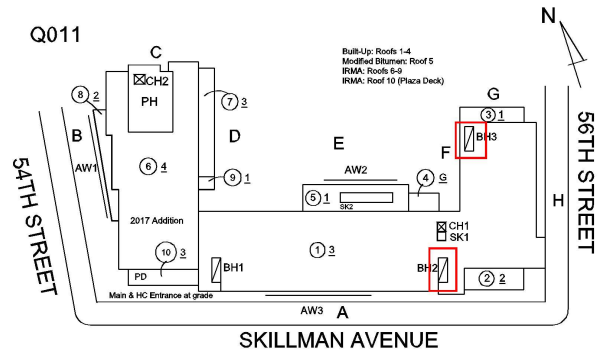 Q011
N
C
Built-Up: Roofs 1-4
Modified Bitumen: Roof 5
IRMA: Roofs 6-9
IRMA: Roof 10 (Plaza Deck)
CH2
PH
8 2
7 3
G
3 1
B
D
E
F
BH3
AW1
6 4
AW2
9 1
4 G
5 1
SK2
H
54TH STREET
56TH STREET
2017 Addition
CH1
SK1
1 3
10 3
PD
BH1
BH2
2 2
Main & HC Entrance at grade
AW3
A
SKILLMAN AVENUE